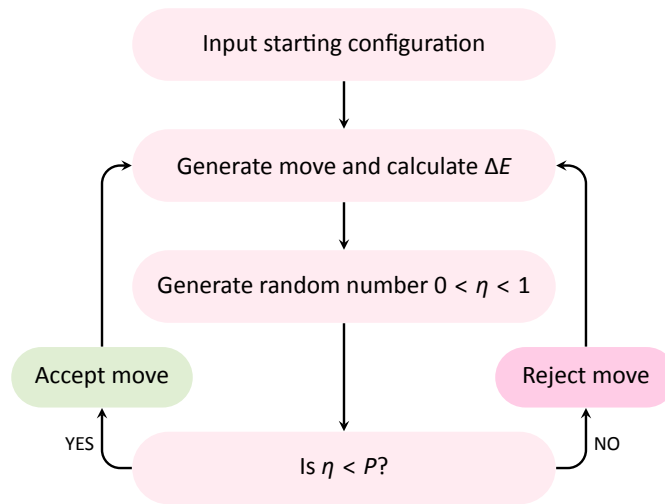 Input starting configuration
Generate move and calculate ΔE
Generate random number 0 < η < 1
Accept move
Reject move
YES
NO
Is η < P?